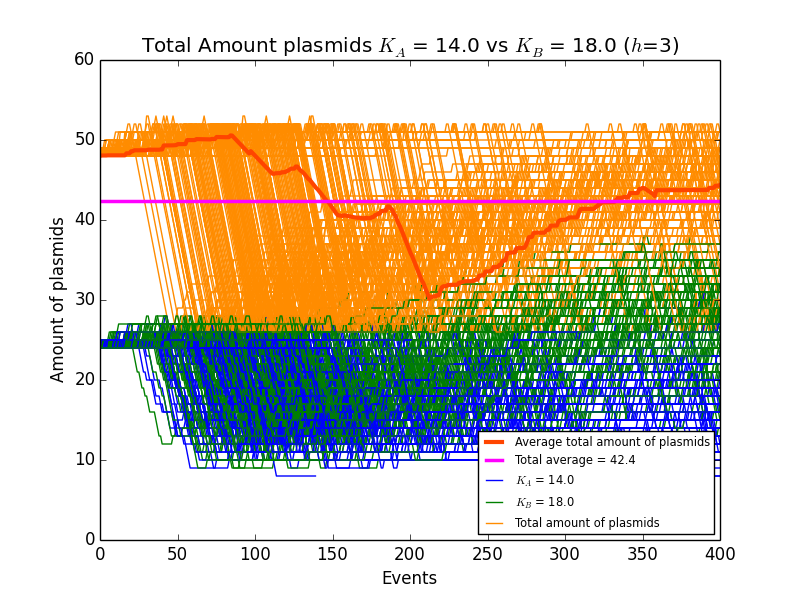 Total Amount plasmids K_A = 14.0 vs K_B = 18.0 (h=3)
60
50
40
30
20
10
0
Amount of plasmids
Average total amount of plasmids
Total average = 42.4
K_A = 14.0
K_B = 18.0
Total amount of plasmids
0 50 100 150 200 250 300 350 400
Events